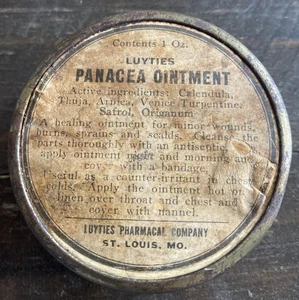 Contents 1 Oz.
LUYTIES
PANACEA OINTMENT
Active ingredients: Calendula,
Thuja, Arnica, Venice Turpentine,
Safrol, Origanum
A healing ointment for minor wounds,
burns, sprains and scalds. Cleanse the
parts thoroughly with an antiseptic,
apply ointment night and morning and
cover with a bandage.
Useful as a counter-irritant in chest
colds. Apply the ointment hot on
linen over throat and chest and
cover with flannel.
LUYTIES PHARMACAL COMPANY
ST. LOUIS, MO.